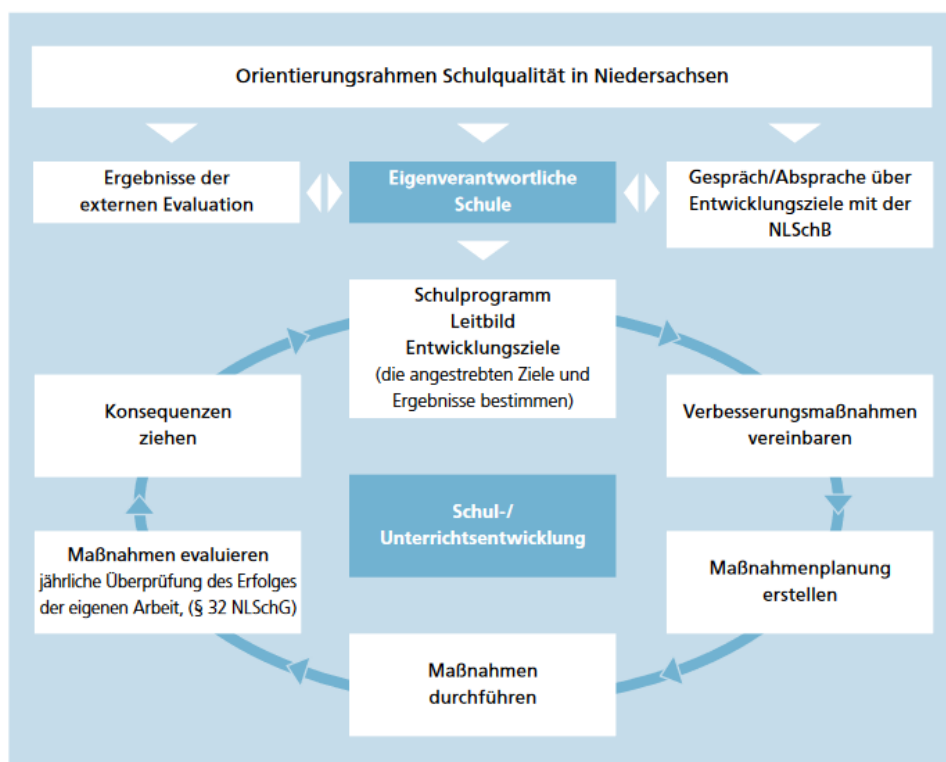 Orientierungsrahmen Schulqualität in Niedersachsen
Ergebnisse der
externen Evaluation
Eigenverantwortliche
Schule
Gespräch/Absprache über
Entwicklungsziele mit der
NLSchB
Schulprogramm
Leitbild
Entwicklungsziele
(die angestrebten Ziele und
Ergebnisse bestimmen)
Konsequenzen
ziehen
Verbesserungsmaßnahmen
vereinbaren
Schul-/
Unterrichtsentwicklung
Maßnahmen evaluieren
jährliche Überprüfung des Erfolges
der eigenen Arbeit, (§ 32 NLSchG)
Maßnahmenplanung
erstellen
Maßnahmen
durchführen